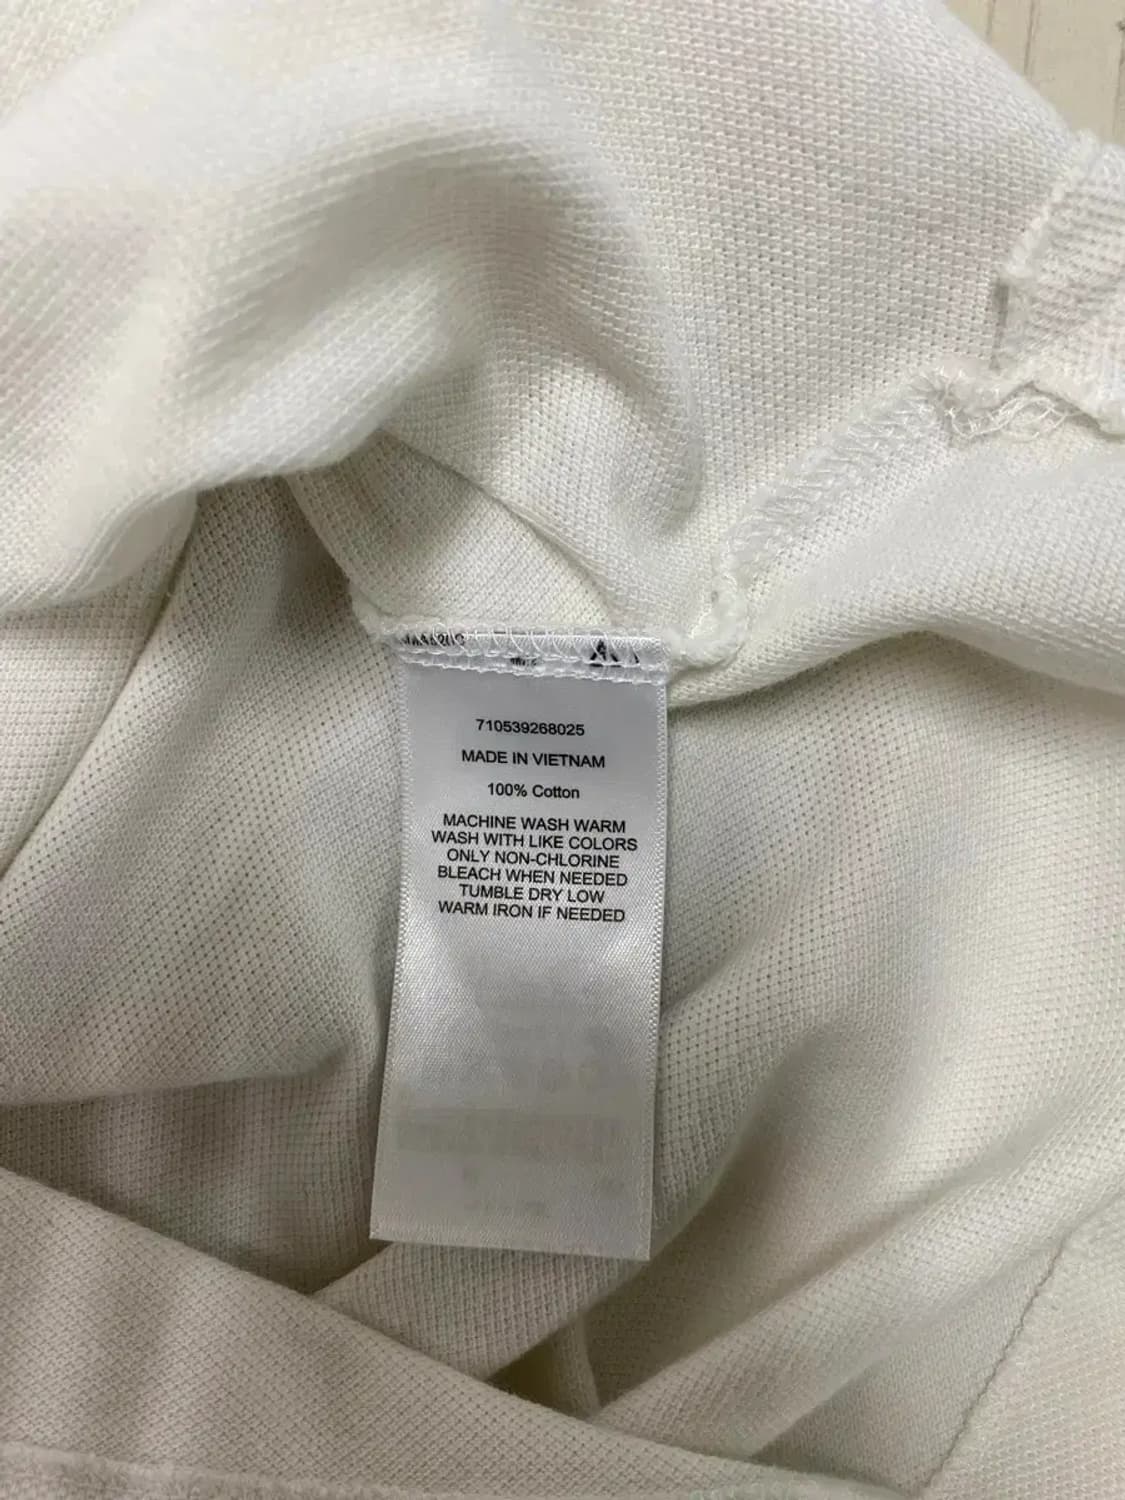 710539268025
MADE IN VIETNAM
100% Cotton
MACHINE WASH WARM
WASH WITH LIKE COLORS
ONLY NON-CHLORINE
BLEACH WHEN NEEDED
TUMBLE DRY LOW
WARM IRON IF NEEDED